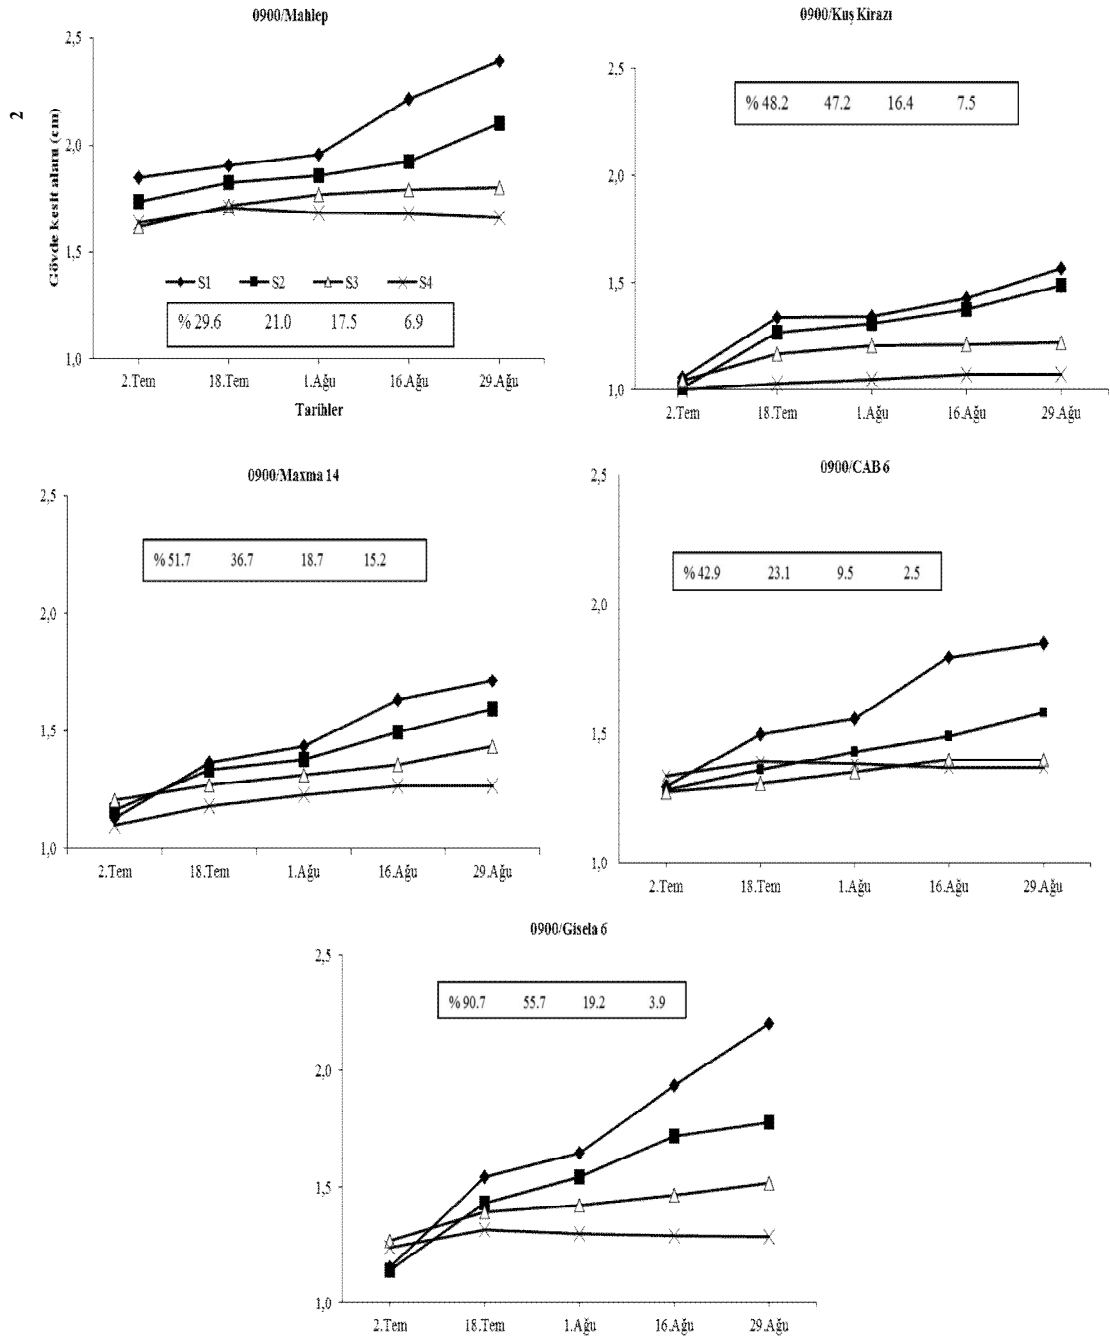 0900/Mahlep
2,5
2,0
1,5
1,0
Gövde kesit alanı (cm)
2
S1 S2 S3 S4
% 29.6 21.0 17.5 6.9
2.Tem 18.Tem 1.Ağu 16.Ağu 29.Ağu
Tarihler
0900/Kuş Kirazı
2,5
2,0
1,5
1,0
% 48.2 47.2 16.4 7.5
2.Tem 18.Tem 1.Ağu 16.Ağu 29.Ağu
0900/Maxma 14
2,5
2,0
1,5
1,0
% 51.7 36.7 18.7 15.2
2.Tem 18.Tem 1.Ağu 16.Ağu 29.Ağu
0900/CAB 6
2,5
2,0
1,5
1,0
% 42.9 23.1 9.5 2.5
2.Tem 18.Tem 1.Ağu 16.Ağu 29.Ağu
0900/Gisela 6
2,5
2,0
1,5
1,0
% 90.7 55.7 19.2 3.9
2.Tem 18.Tem 1.Ağu 16.Ağu 29.Ağu